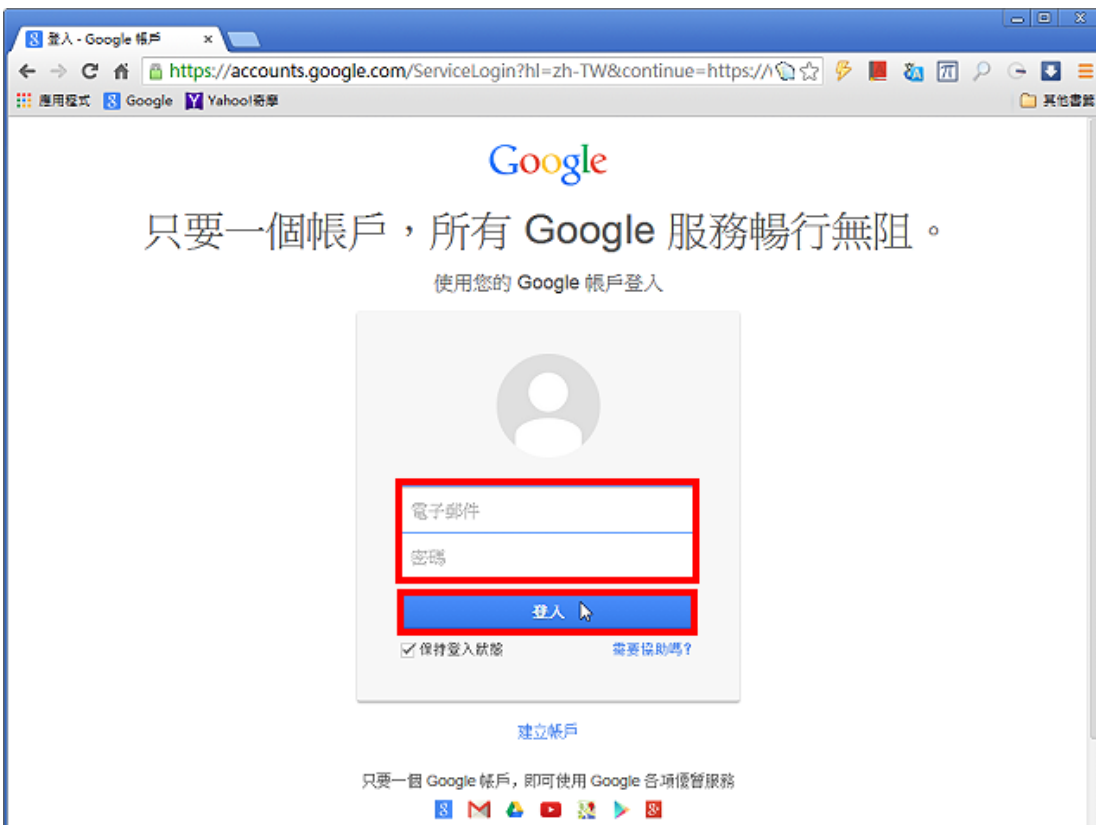 登入 - Google 帳戶
https://accounts.google.com/ServiceLogin?hl=zh-TW&continue=https://
應用程式 Google Yahoo!奇摩 其他書籤
Google
只要一個帳戶，所有 Google 服務暢行無阻。
使用您的 Google 帳戶登入
電子郵件
密碼
登入
保持登入狀態 需要協助嗎?
建立帳戶
只要一個 Google 帳戶，即可使用 Google 各項優質服務